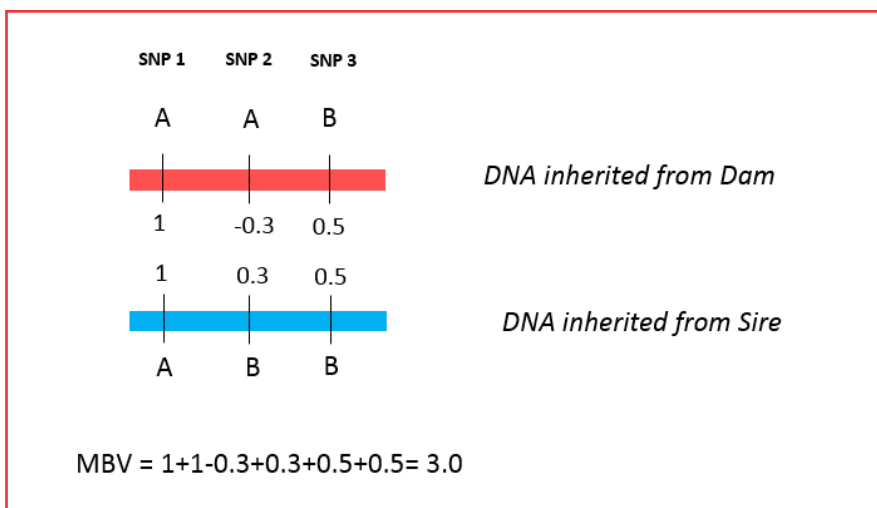 SNP 1 SNP 2 SNP 3
A A B
DNA inherited from Dam
1 -0.3 0.5
1 0.3 0.5
DNA inherited from Sire
A B B
MBV = 1+1-0.3+0.3+0.5+0.5= 3.0